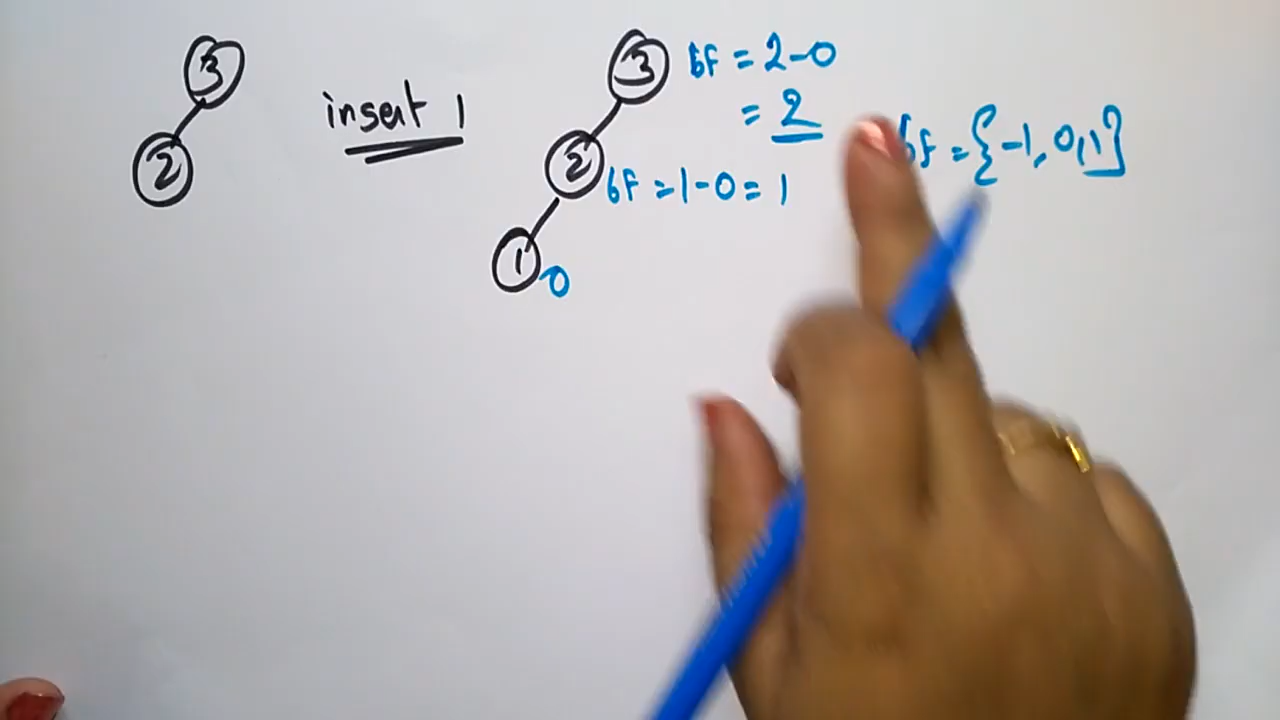 3
2
insert 1
3 bf = 2-0
= 2
2 bf = 1-0 = 1
1 0
bf = {-1, 0, 1}